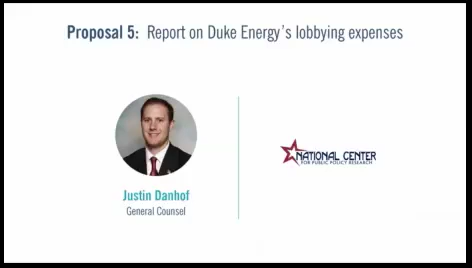 Proposal 5: Report on Duke Energy's lobbying expenses
Justin Danhof
General Counsel
NATIONAL CENTER
FOR PUBLIC POLICY RESEARCH